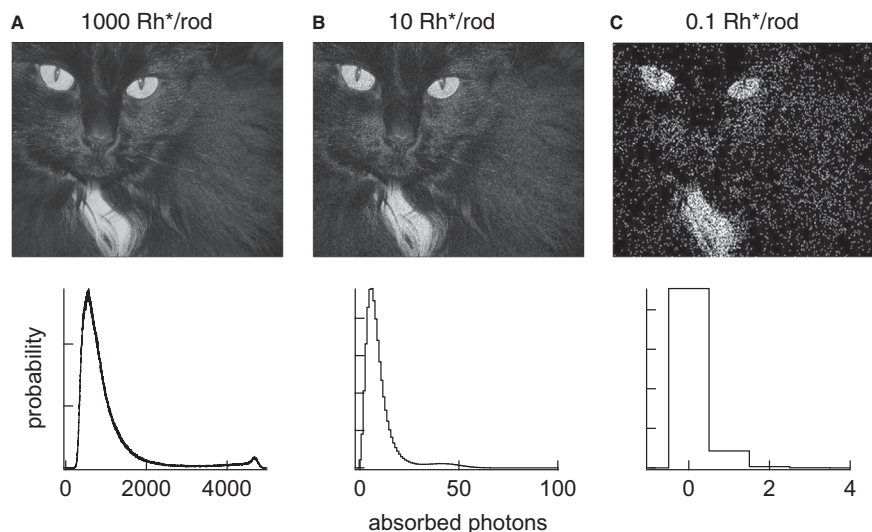 A 1000 Rh*/rod
B 10 Rh*/rod
C 0.1 Rh*/rod
probability
0 2000 4000
0 50 100
0 2 4
absorbed photons